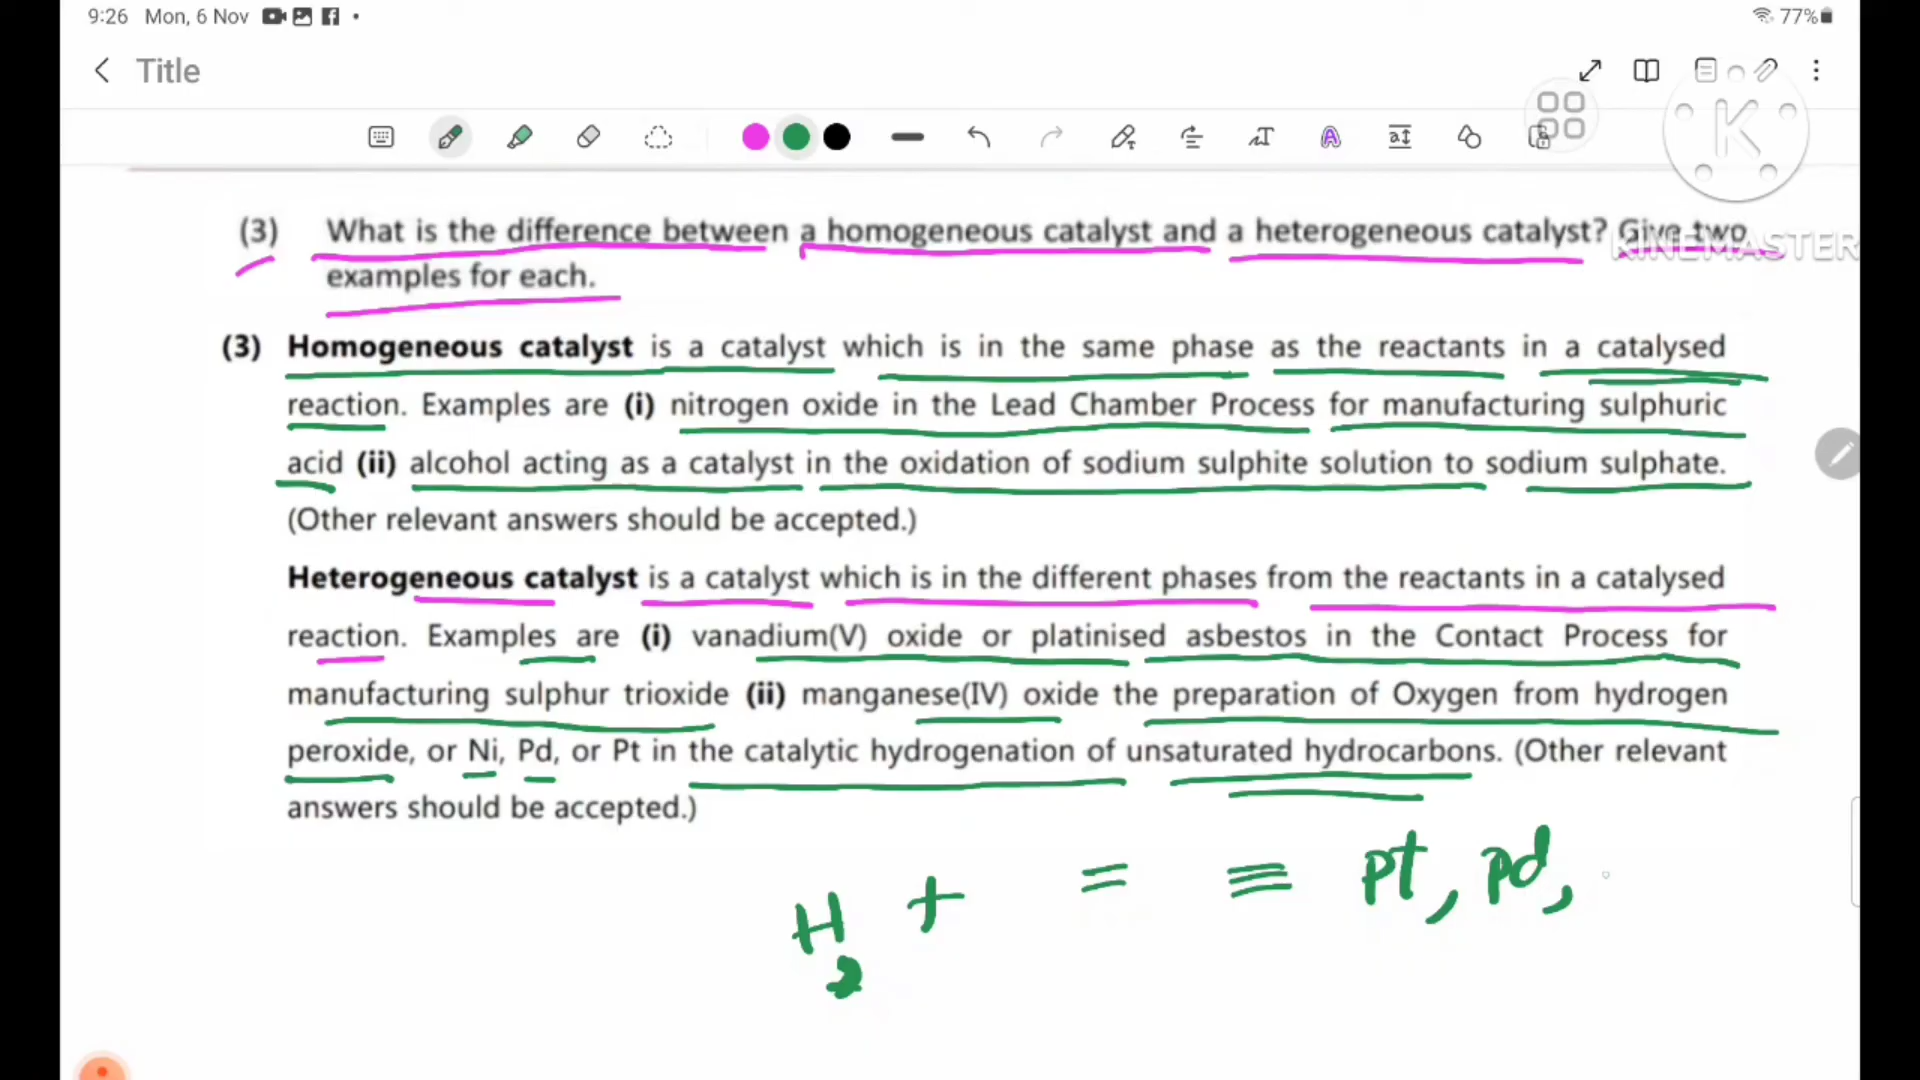 9:26 Mon, 6 Nov
77%
Title
K
KINEMASTER
(3) What is the difference between a homogeneous catalyst and a heterogeneous catalyst? Give two
examples for each.
(3) Homogeneous catalyst is a catalyst which is in the same phase as the reactants in a catalysed
reaction. Examples are (i) nitrogen oxide in the Lead Chamber Process for manufacturing sulphuric
acid (ii) alcohol acting as a catalyst in the oxidation of sodium sulphite solution to sodium sulphate.
(Other relevant answers should be accepted.)
Heterogeneous catalyst is a catalyst which is in the different phases from the reactants in a catalysed
reaction. Examples are (i) vanadium(V) oxide or platinised asbestos in the Contact Process for
manufacturing sulphur trioxide (ii) manganese(IV) oxide the preparation of Oxygen from hydrogen
peroxide, or Ni, Pd, or Pt in the catalytic hydrogenation of unsaturated hydrocarbons. (Other relevant
answers should be accepted.)
H2 + = ≡ Pt, Pd,